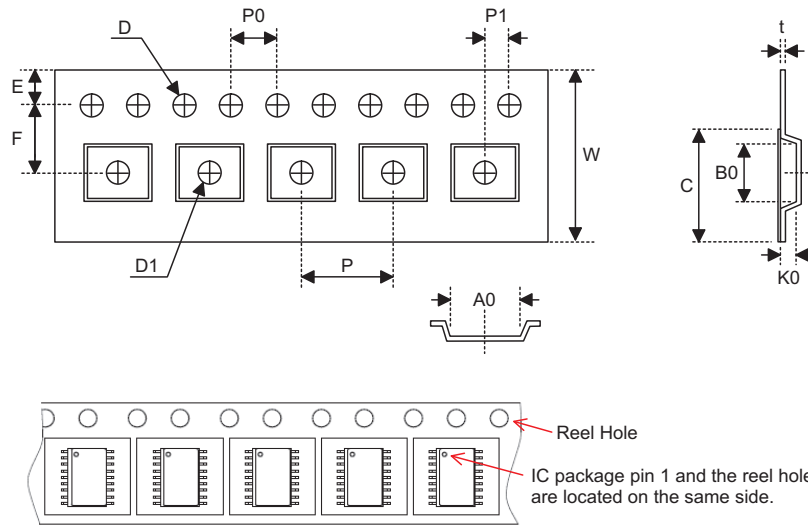 D
P0
P1
t
E
F
W
C
B0
D1
P
K0
A0
Reel Hole
IC package pin 1 and the reel hole
are located on the same side.